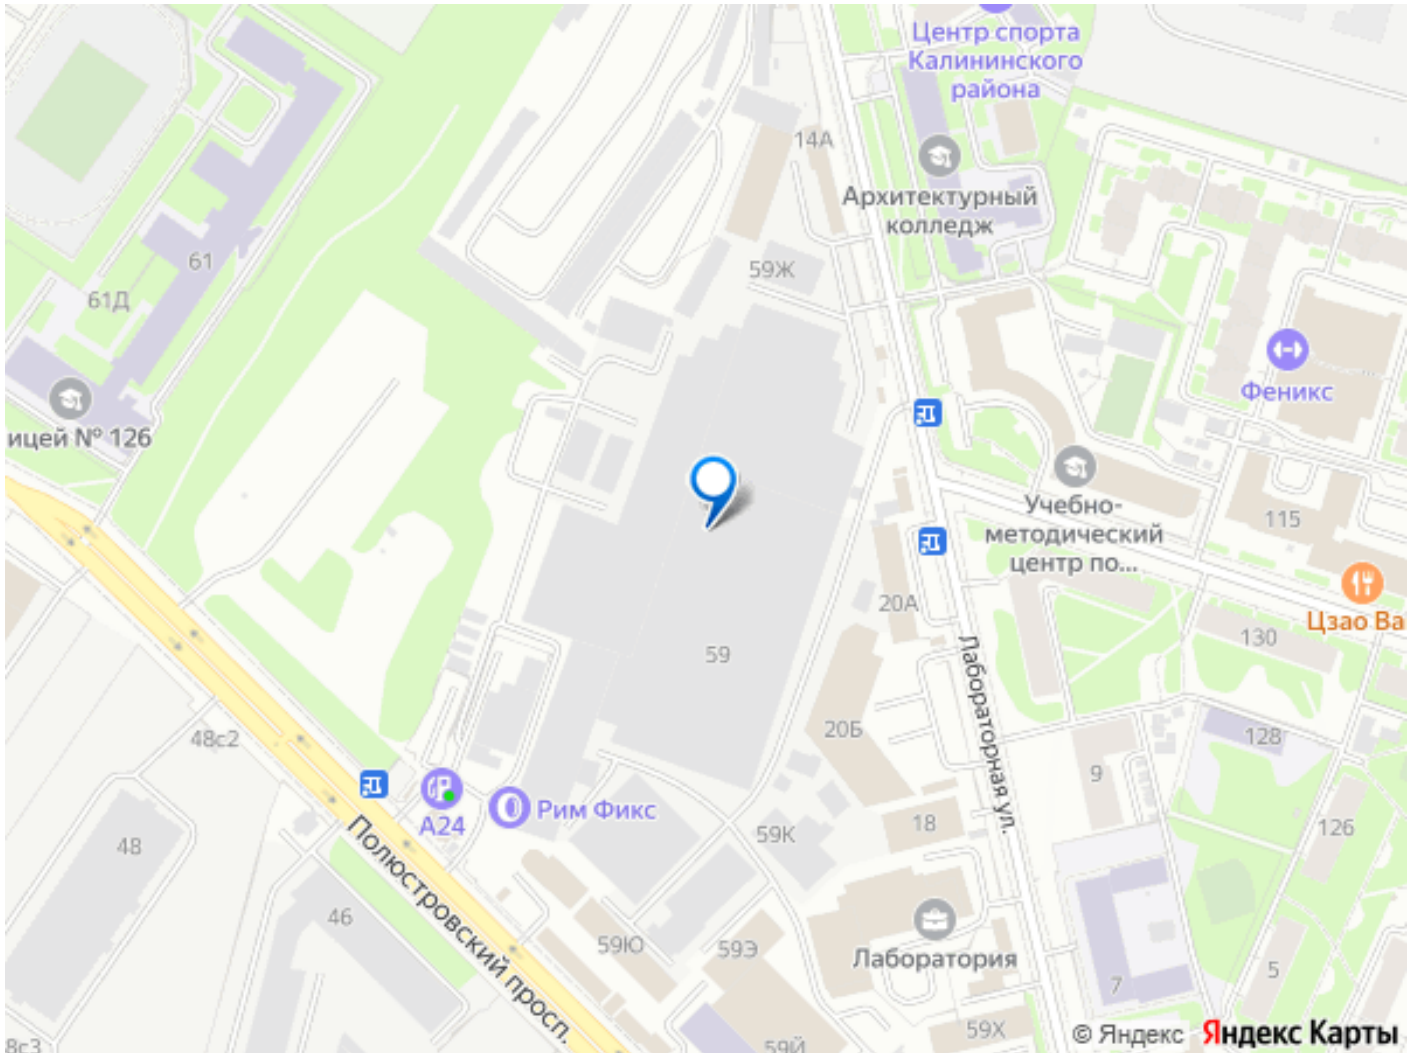 Центр спорта
Калининского
района
14А
Архитектурный
колледж
61
61Д
59Ж
Феникс
ицей № 126
Учебно-
методический
центр по...
115
Цзао Ва
20А
130
59
Лабораторная ул.
48с2
20Б
128
9
А24
Рим Фикс
18
59К
126
48
Полюстровский просп.
46
59Ю
59Э
Лаборатория
5
7
59Х
8с3
59Й
© Яндекс
Яндекс Карты